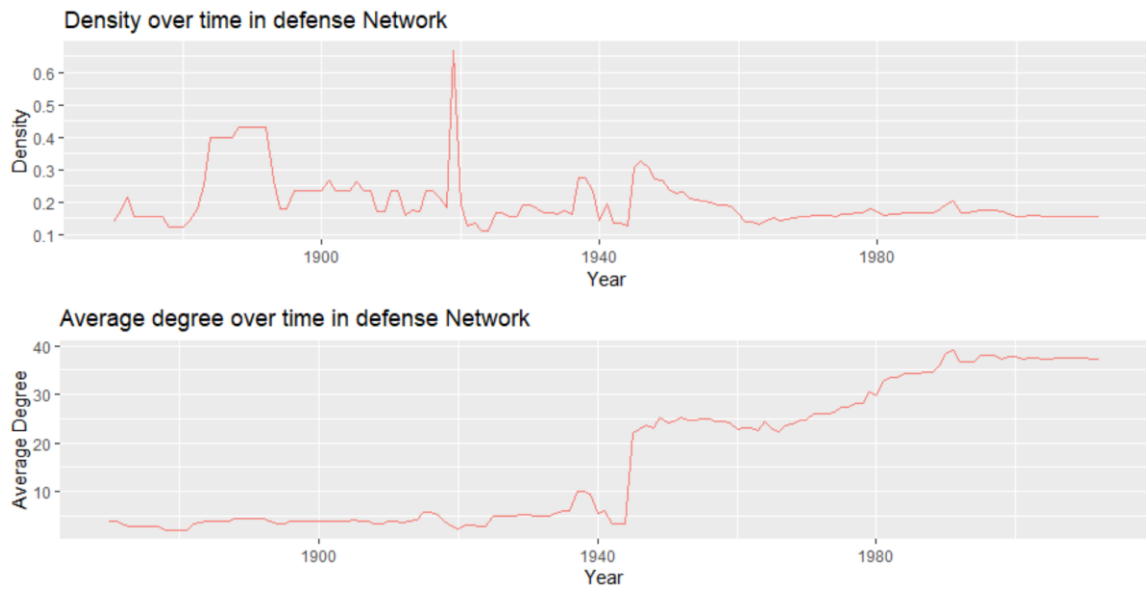 Density over time in defense Network
Density
0.6
0.5
0.4
0.3
0.2
0.1
1900 1940 1980
Year
Average degree over time in defense Network
Average Degree
40
30
20
10
1900 1940 1980
Year